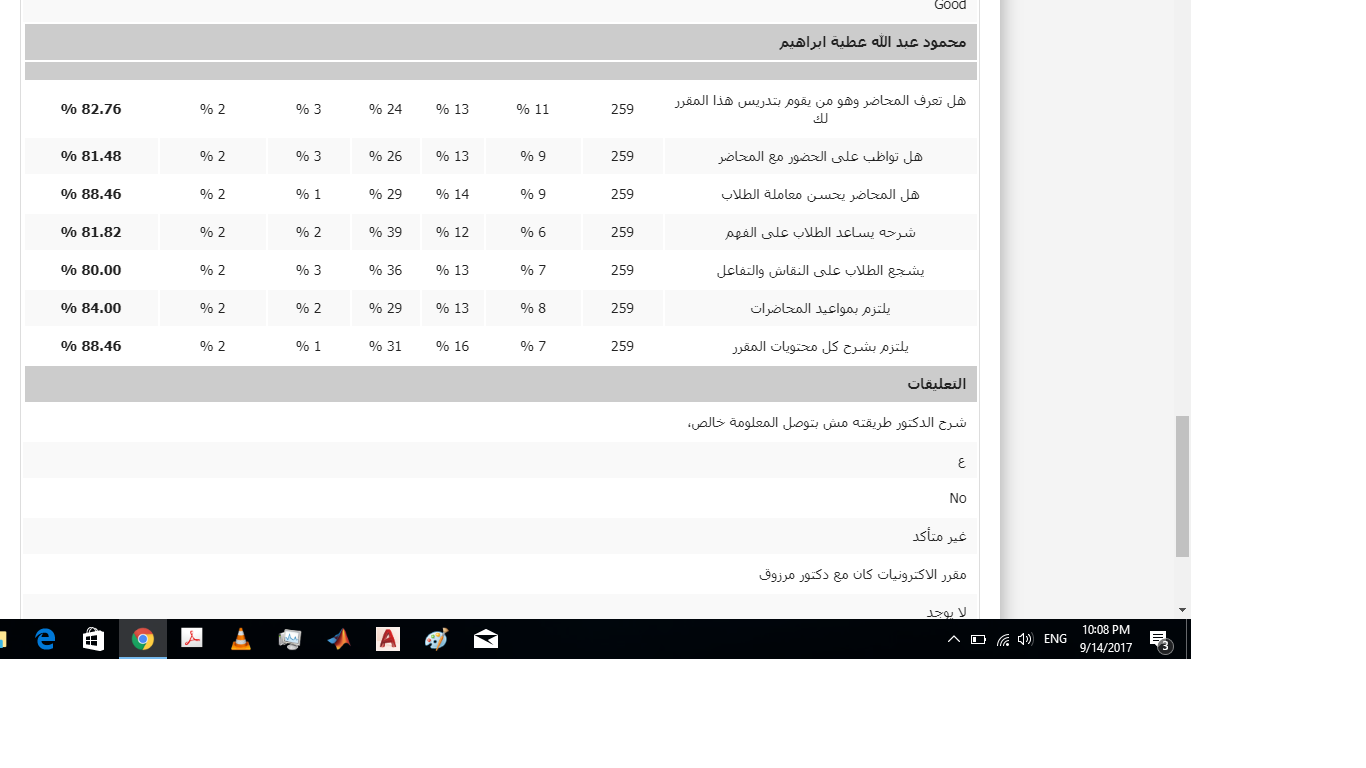 Good
محمود عبد الله عطية ابراهيم
هل تعرف المحاضر وهو من يقوم بتدريس هذا المقرر
لك
259 % 11 % 13 % 24 % 3 % 2 % 82.76
هل تواظب على الحضور مع المحاضر 259 % 9 % 13 % 26 % 3 % 2 % 81.48
هل المحاضر يحسن معاملة الطلاب 259 % 9 % 14 % 29 % 1 % 2 % 88.46
شرحه يساعد الطلاب على الفهم 259 % 6 % 12 % 39 % 2 % 2 % 81.82
يشجع الطلاب على النقاش والتفاعل 259 % 7 % 13 % 36 % 3 % 2 % 80.00
يلتزم بمواعيد المحاضرات 259 % 8 % 13 % 29 % 2 % 2 % 84.00
يلتزم بشرح كل محتويات المقرر 259 % 7 % 16 % 31 % 1 % 2 % 88.46
التعليقات
شرح الدكتور طريقته مش بتوصل المعلومة خالص،
ع
No
غير متأكد
مقرر الاكترونيات كان مع دكتور مرزوق
لا يوجد
ENG
10:08 PM
9/14/2017
3